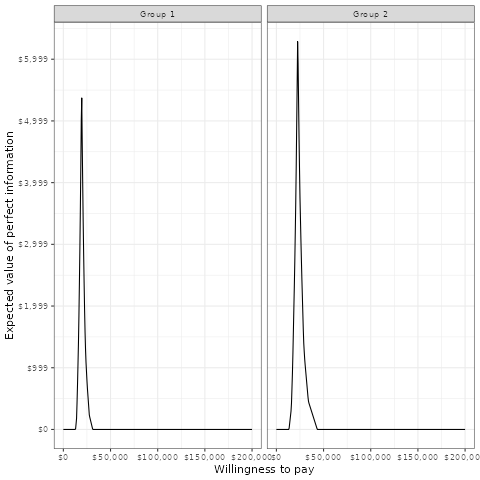 Group 1
Group 2
Expected value of perfect information
$5,999
$4,999
$3,999
$2,999
$1,999
$999
$0
$0 $50,000 $100,000 $150,000 $200,000
$0 $50,000 $100,000 $150,000 $200,00
Willingness to pay